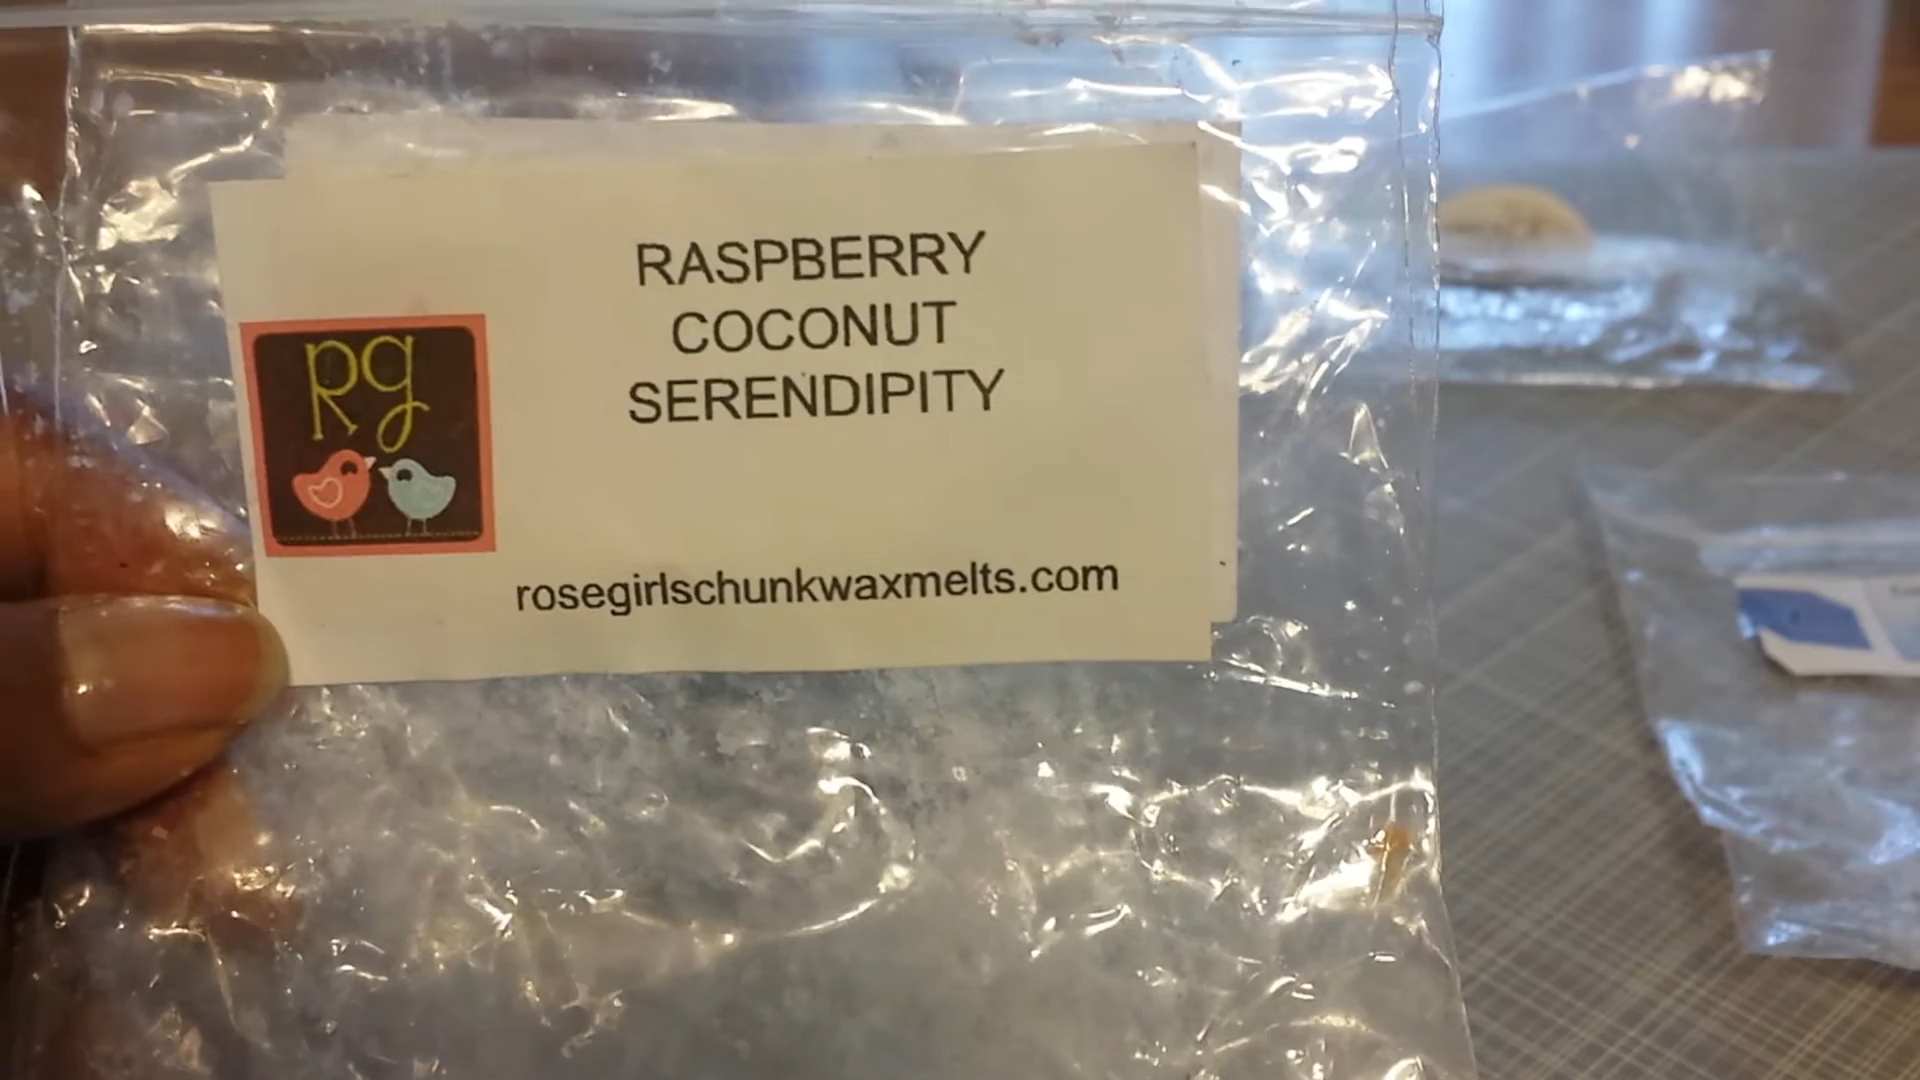 RASPBERRY
COCONUT
SERENDIPITY
rg
rosegirlschunkwaxmelts.com